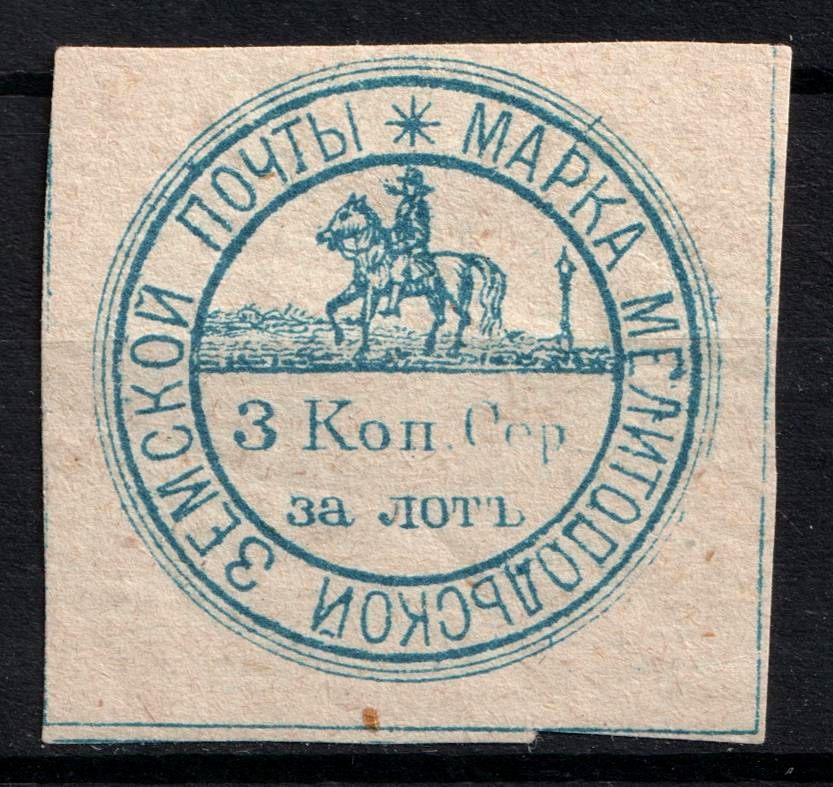 * МАРКА МЕЛИТОПОЛЬСКОЙ ЗЕМСКОЙ ПОЧТЫ
3 Коп. Сер.
за лотъ